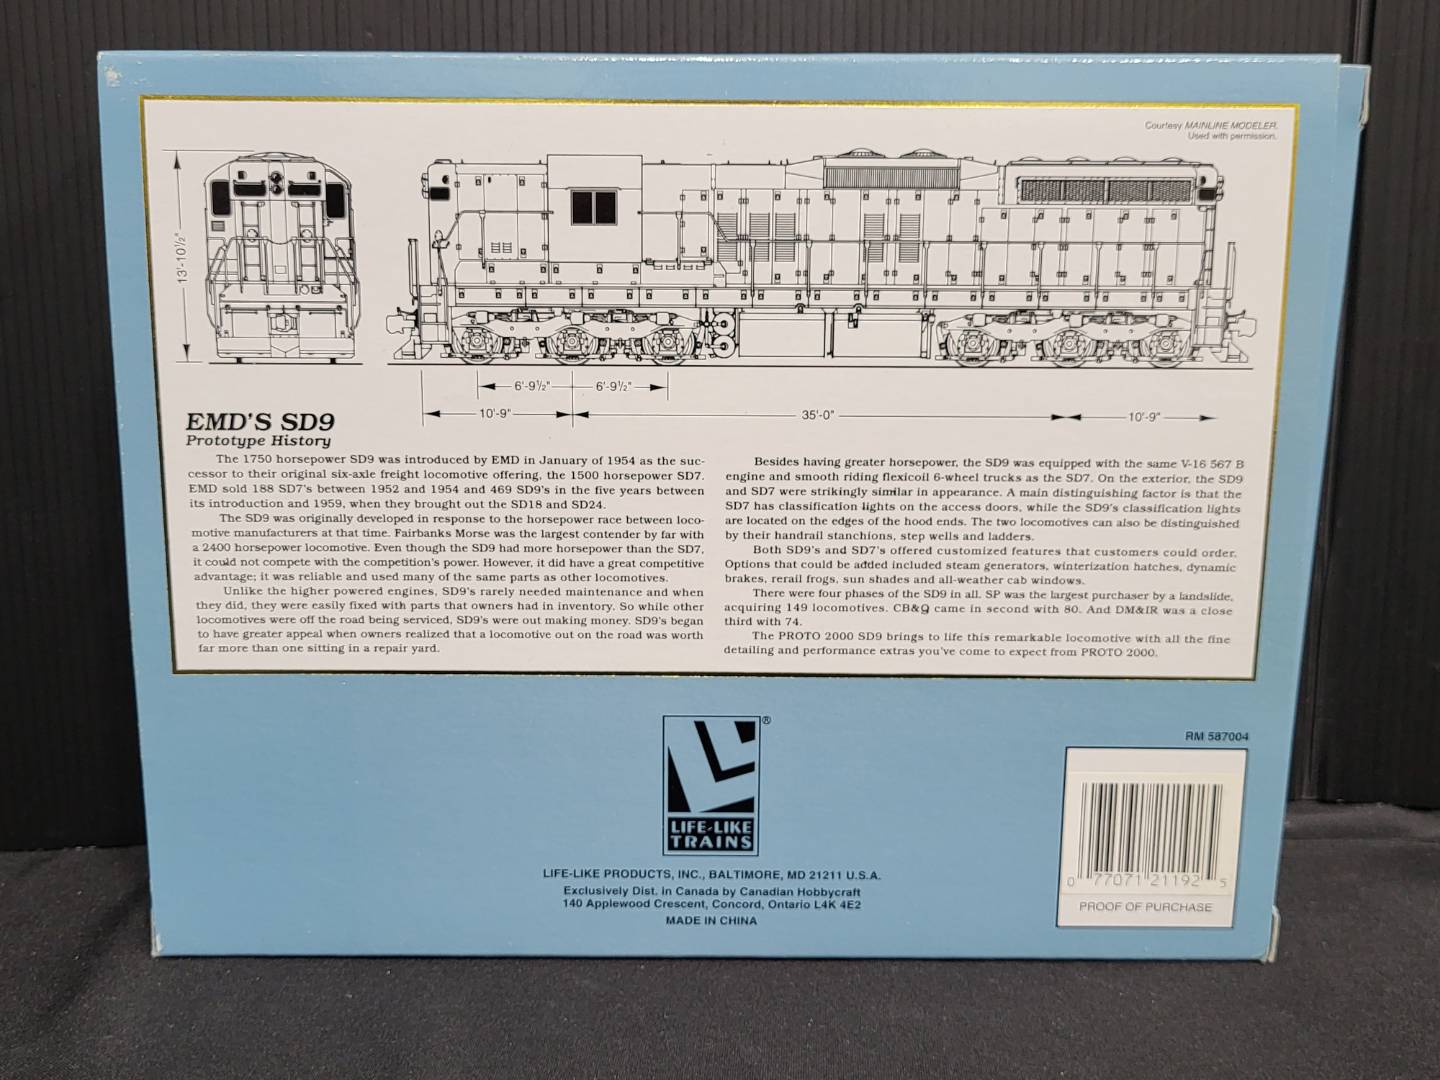 Courtesy MAINLINE MODELER.
Used with permission.
13'-10½"
6'-9½" 6'-9½"
10'-9" 35'-0" 10'-9"
EMD'S SD9
Prototype History
The 1750 horsepower SD9 was introduced by EMD in January of 1954 as the suc-
cessor to their original six-axle freight locomotive offering, the 1500 horsepower SD7.
EMD sold 188 SD7's between 1952 and 1954 and 469 SD9's in the five years between
its introduction and 1959, when they brought out the SD18 and SD24.
The SD9 was originally developed in response to the horsepower race between loco-
motive manufacturers at that time. Fairbanks Morse was the largest contender by far with
a 2400 horsepower locomotive. Even though the SD9 had more horsepower than the SD7,
it could not compete with the competition's power. However, it did have a great competitive
advantage; it was reliable and used many of the same parts as other locomotives.
Unlike the higher powered engines, SD9's rarely needed maintenance and when
they did, they were easily fixed with parts that owners had in inventory. So while other
locomotives were off the road being serviced, SD9's were out making money. SD9's began
to have greater appeal when owners realized that a locomotive out on the road was worth
far more than one sitting in a repair yard.
Besides having greater horsepower, the SD9 was equipped with the same V-16 567 B
engine and smooth riding flexicoil 6-wheel trucks as the SD7. On the exterior, the SD9
and SD7 were strikingly similar in appearance. A main distinguishing factor is that the
SD7 has classification lights on the access doors, while the SD9's classification lights
are located on the edges of the hood ends. The two locomotives can also be distinguished
by their handrail stanchions, step wells and ladders.
Both SD9's and SD7's offered customized features that customers could order.
Options that could be added included steam generators, winterization hatches, dynamic
brakes, rerail frogs, sun shades and all-weather cab windows.
There were four phases of the SD9 in all. SP was the largest purchaser by a landslide,
acquiring 149 locomotives. CB&Q came in second with 80. And DM&IR was a close
third with 74.
The PROTO 2000 SD9 brings to life this remarkable locomotive with all the fine
detailing and performance extras you've come to expect from PROTO 2000.
®
LIFE-LIKE
TRAINS
LIFE-LIKE PRODUCTS, INC., BALTIMORE, MD 21211 U.S.A.
Exclusively Dist. in Canada by Canadian Hobbycraft
140 Applewood Crescent, Concord, Ontario L4K 4E2
MADE IN CHINA
RM 587004
0 77071 21192 5
PROOF OF PURCHASE